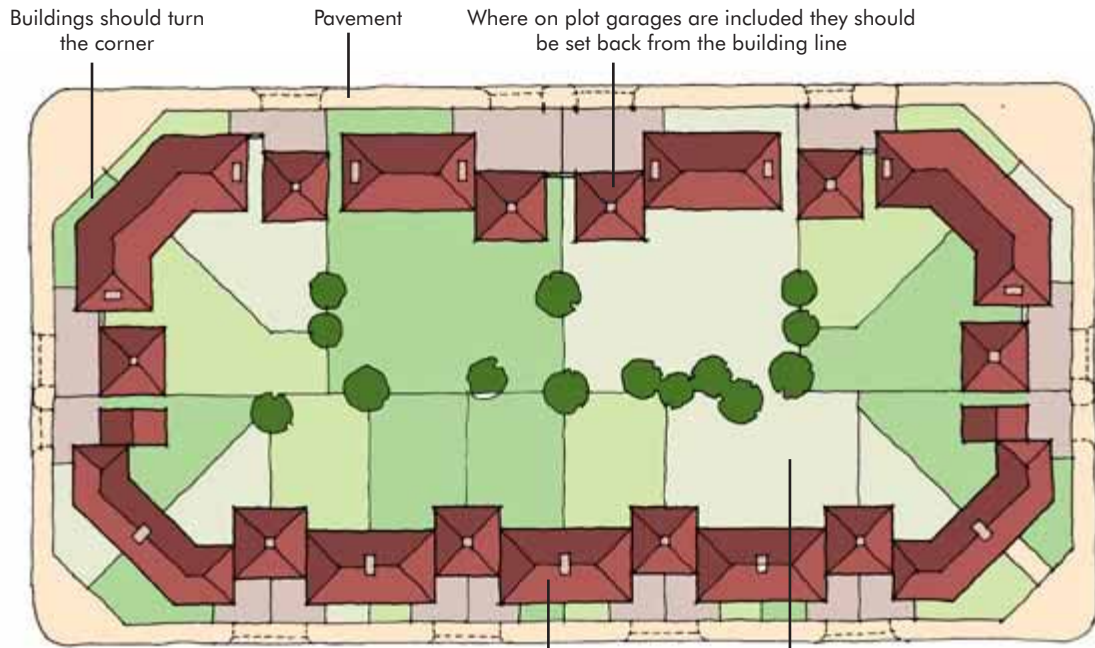 Buildings should turn
the corner
Pavement
Where on plot garages are included they should
be set back from the building line